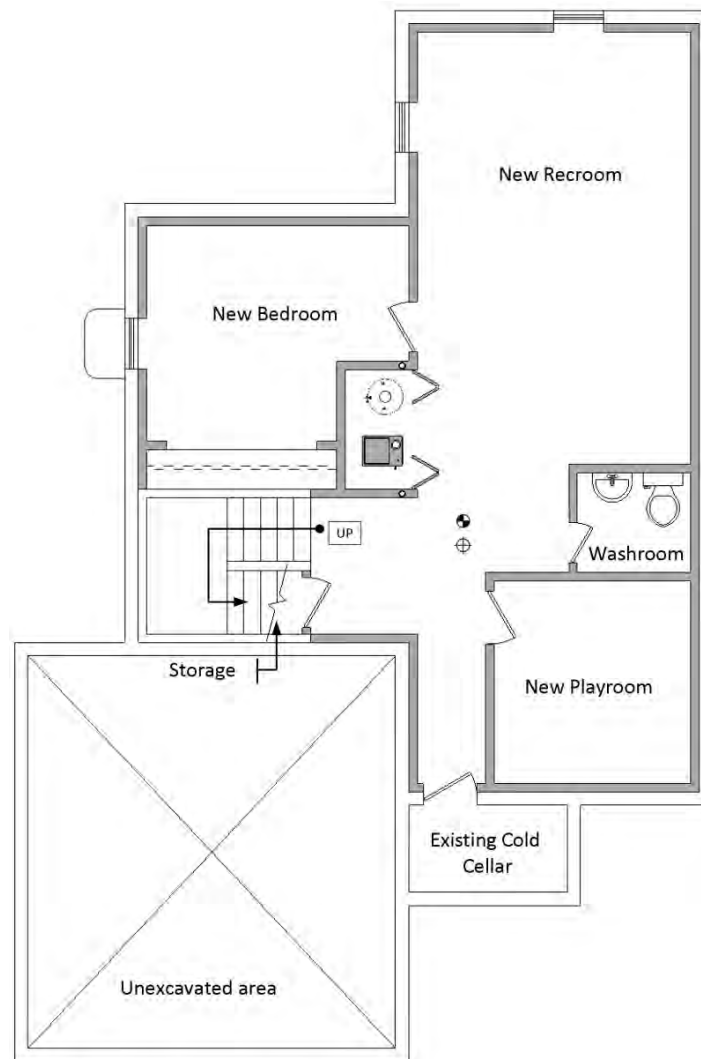 New Recroom
New Bedroom
UP
Washroom
Storage
New Playroom
Existing Cold
Cellar
Unexcavated area